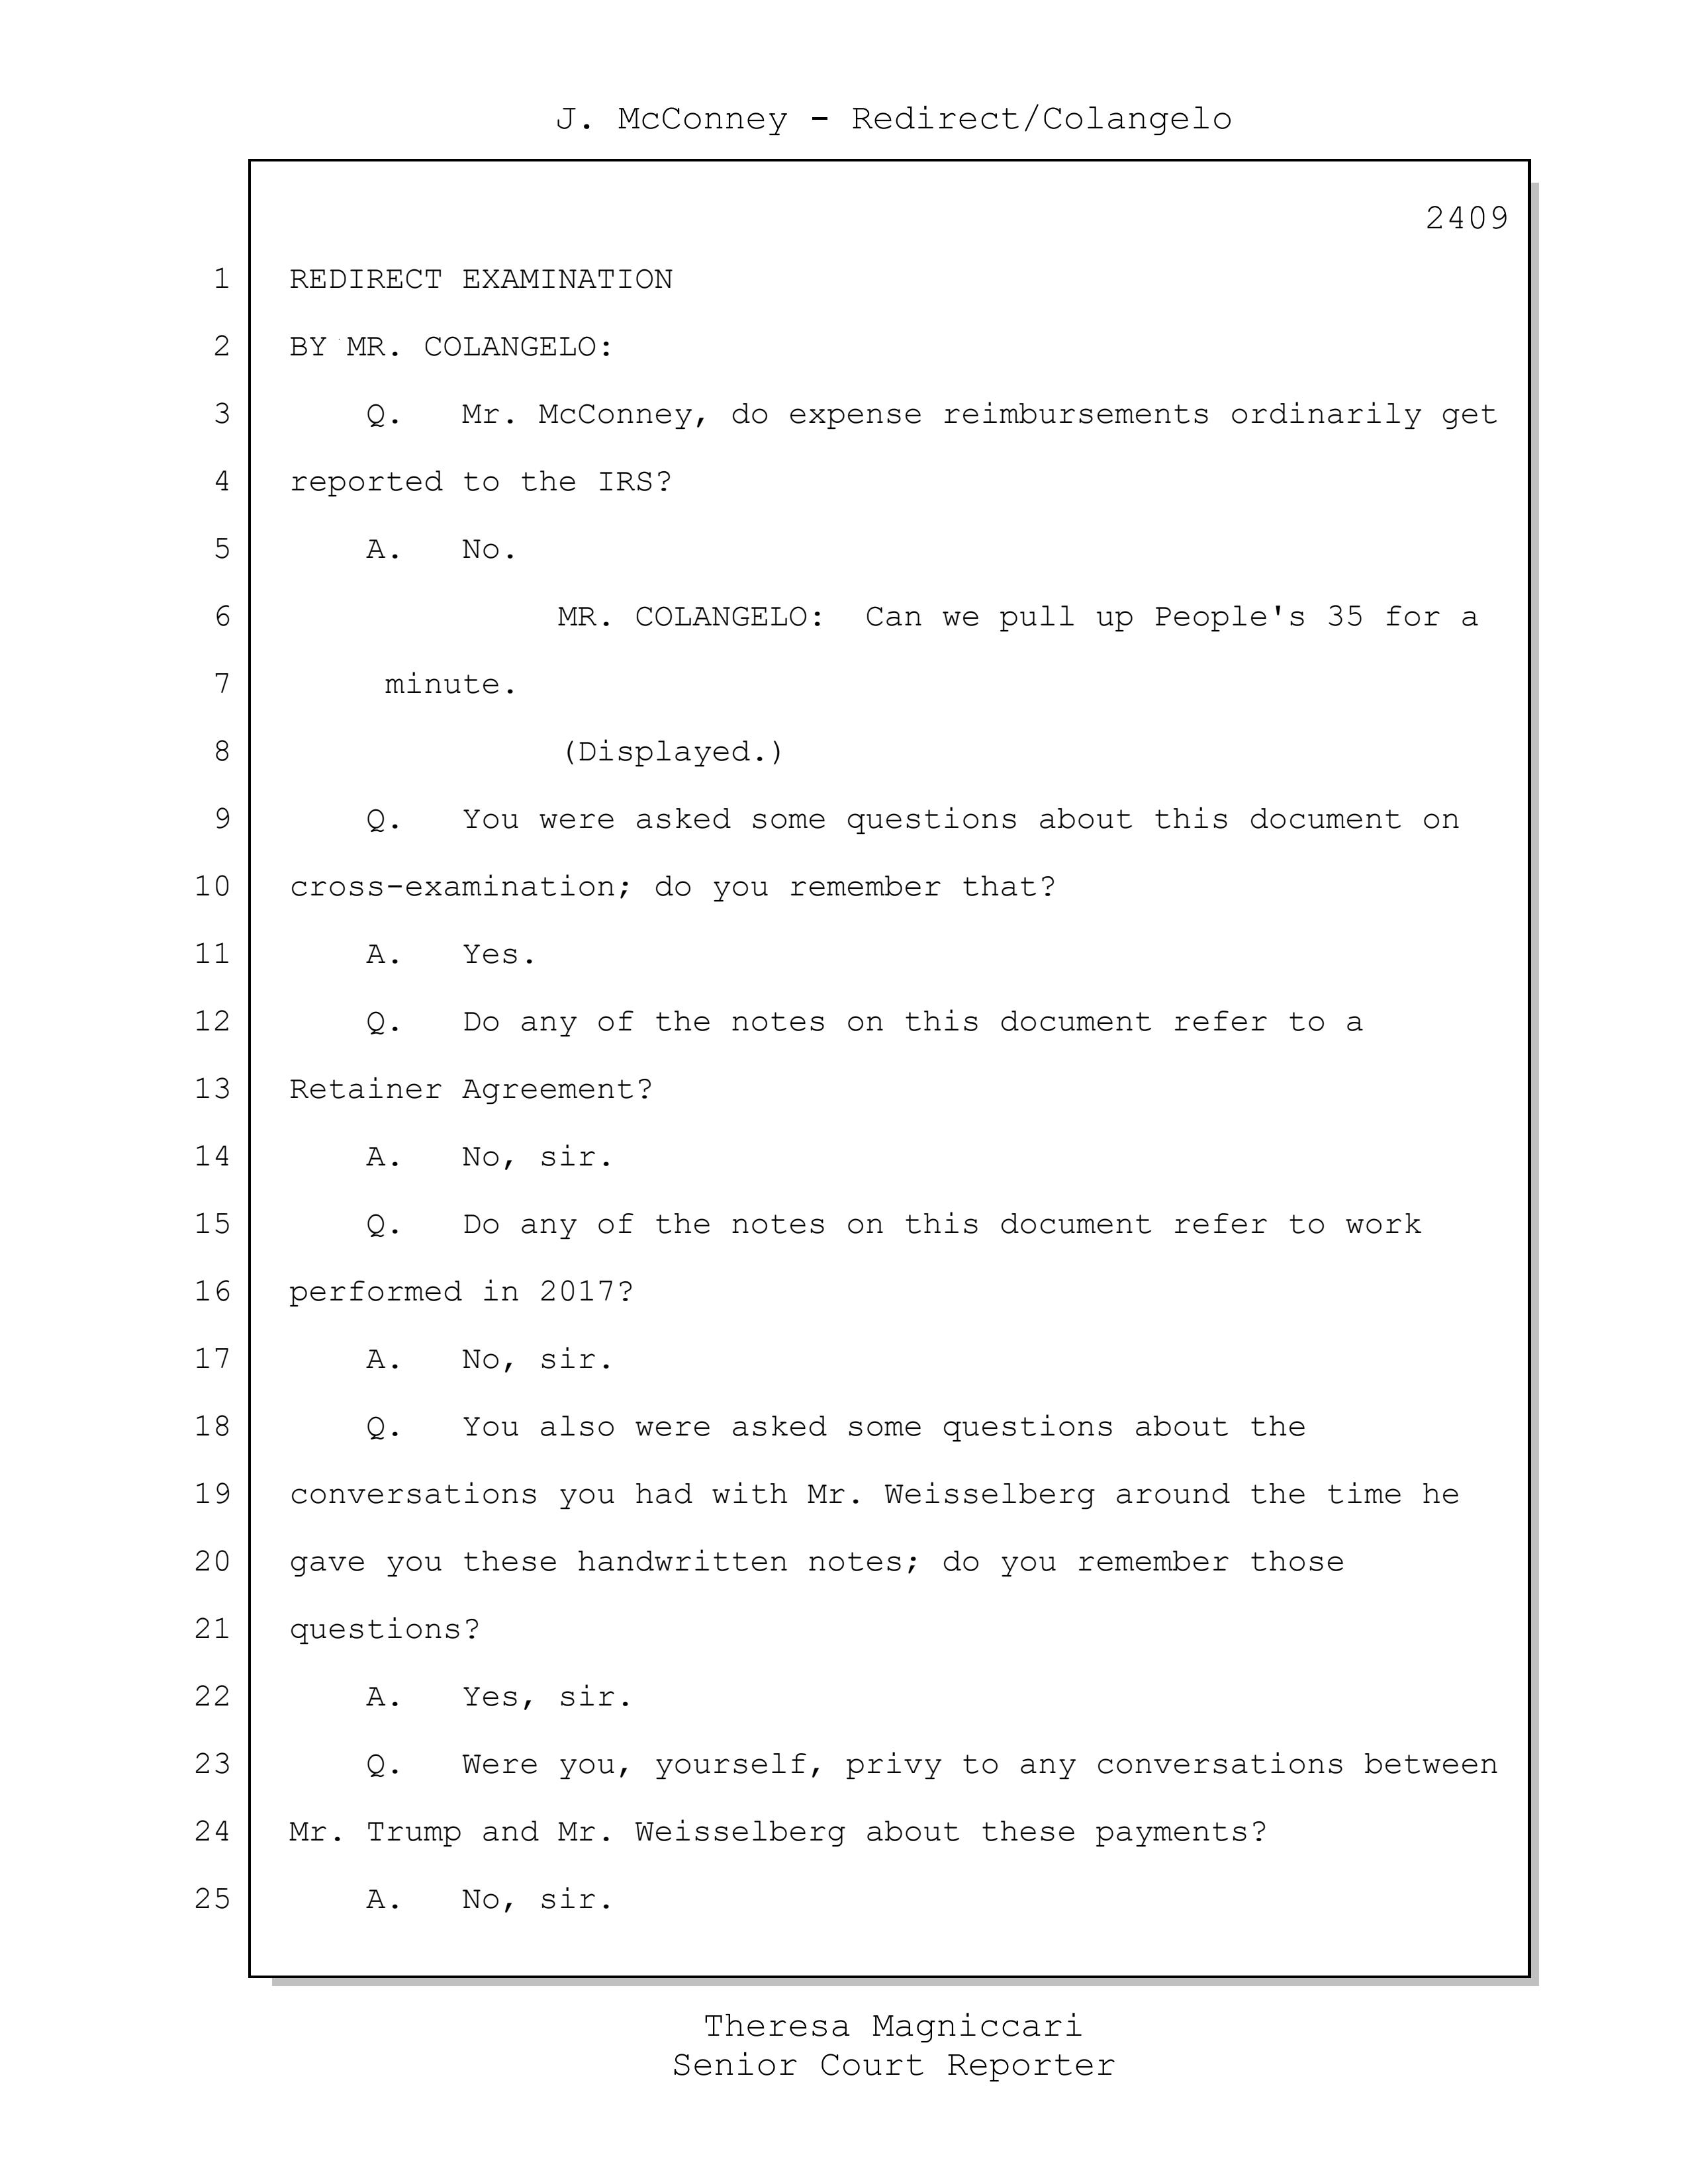 J. McConney - Redirect/Colangelo
2409
1 REDIRECT EXAMINATION
2 BY MR. COLANGELO:
3 Q. Mr. McConney, do expense reimbursements ordinarily get
4 reported to the IRS?
5 A. No.
6 MR. COLANGELO: Can we pull up People's 35 for a
7 minute.
8 (Displayed.)
9 Q. You were asked some questions about this document on
10 cross-examination; do you remember that?
11 A. Yes.
12 Q. Do any of the notes on this document refer to a
13 Retainer Agreement?
14 A. No, sir.
15 Q. Do any of the notes on this document refer to work
16 performed in 2017?
17 A. No, sir.
18 Q. You also were asked some questions about the
19 conversations you had with Mr. Weisselberg around the time he
20 gave you these handwritten notes; do you remember those
21 questions?
22 A. Yes, sir.
23 Q. Were you, yourself, privy to any conversations between
24 Mr. Trump and Mr. Weisselberg about these payments?
25 A. No, sir.
Theresa Magniccari
Senior Court Reporter